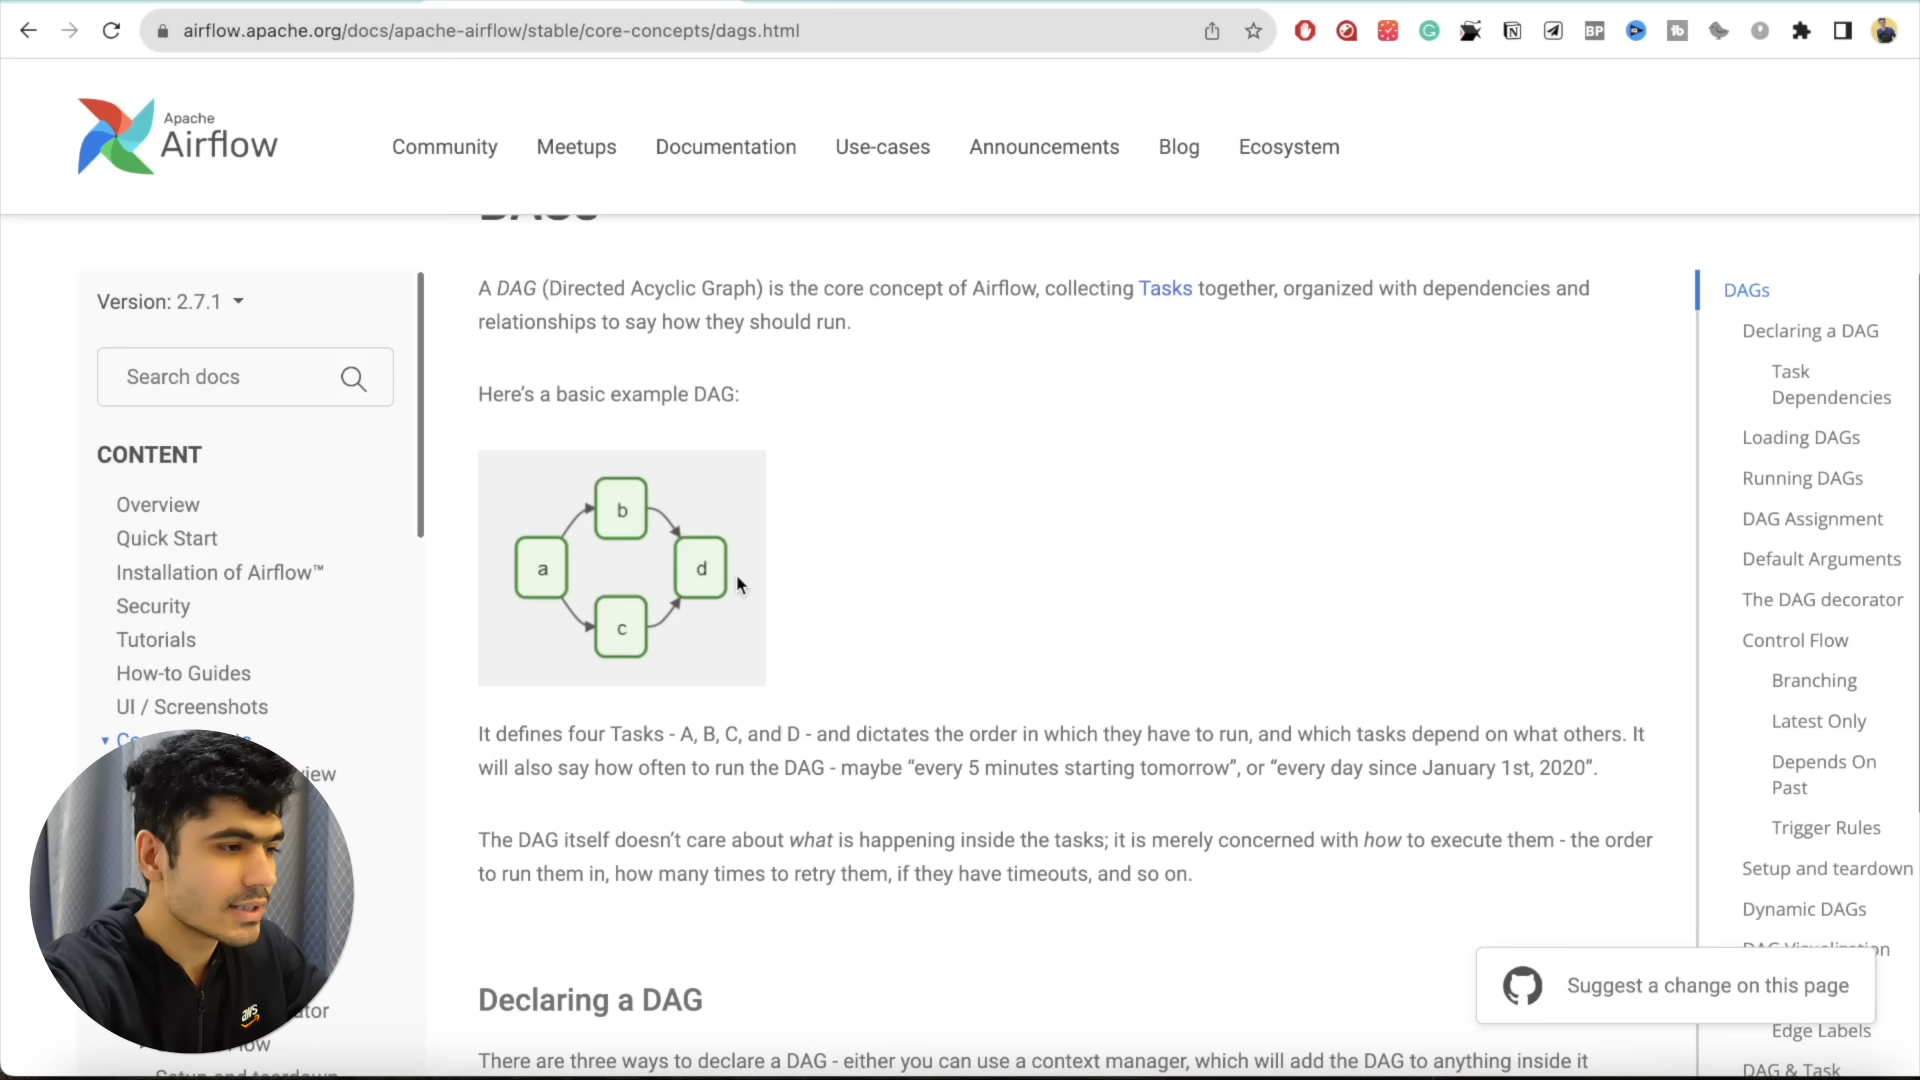 airflow.apache.org/docs/apache-airflow/stable/core-concepts/dags.html
BP
Apache
Airflow
Community
Meetups
Documentation
Use-cases
Announcements
Blog
Ecosystem
DAGs
Version: 2.7.1
Search docs
CONTENT
Overview
Quick Start
Installation of Airflow™
Security
Tutorials
How-to Guides
UI / Screenshots
A DAG (Directed Acyclic Graph) is the core concept of Airflow, collecting Tasks together, organized with dependencies and
relationships to say how they should run.
Here's a basic example DAG:
b
a
d
c
It defines four Tasks - A, B, C, and D - and dictates the order in which they have to run, and which tasks depend on what others. It
will also say how often to run the DAG - maybe “every 5 minutes starting tomorrow”, or “every day since January 1st, 2020”.
The DAG itself doesn't care about what is happening inside the tasks; it is merely concerned with how to execute them - the order
to run them in, how many times to retry them, if they have timeouts, and so on.
Declaring a DAG
There are three ways to declare a DAG - either you can use a context manager, which will add the DAG to anything inside it
DAGs
Declaring a DAG
Task
Dependencies
Loading DAGs
Running DAGs
DAG Assignment
Default Arguments
The DAG decorator
Control Flow
Branching
Latest Only
Depends On
Past
Trigger Rules
Setup and teardown
Dynamic DAGs
DAG Visualization
Suggest a change on this page
Edge Labels
DAG & Task
aws
Setup and teardown